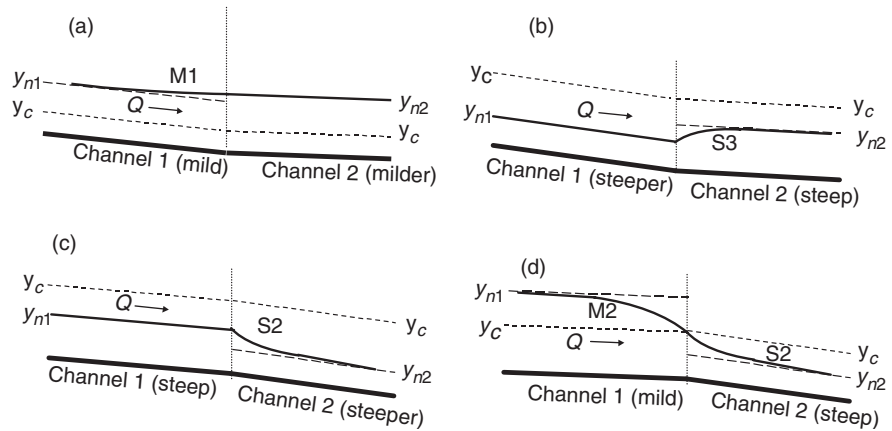 (a)
y_n1
M1
Q
y_c
y_n2
y_c
Channel 1 (mild)
Channel 2 (milder)
(b)
y_c
y_n1
Q
y_c
y_n2
S3
Channel 1 (steeper)
Channel 2 (steep)
(c)
y_c
Q
y_n1
S2
y_c
y_n2
Channel 1 (steep)
Channel 2 (steeper)
(d)
y_n1
M2
y_c
Q
S2
y_c
y_n2
Channel 1 (mild)
Channel 2 (steep)